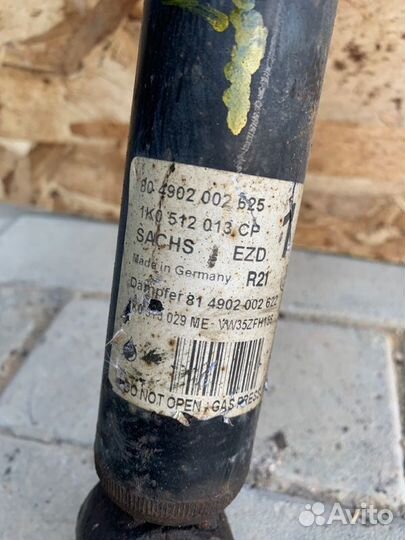 80 4902 002 625
1K0 512 013 CP
SACHS EZD
Made in Germany R21
Dämpfer 81 4902 002 622
029 ME - VW35ZFH
DO NOT OPEN - GAS PRESS
Avito